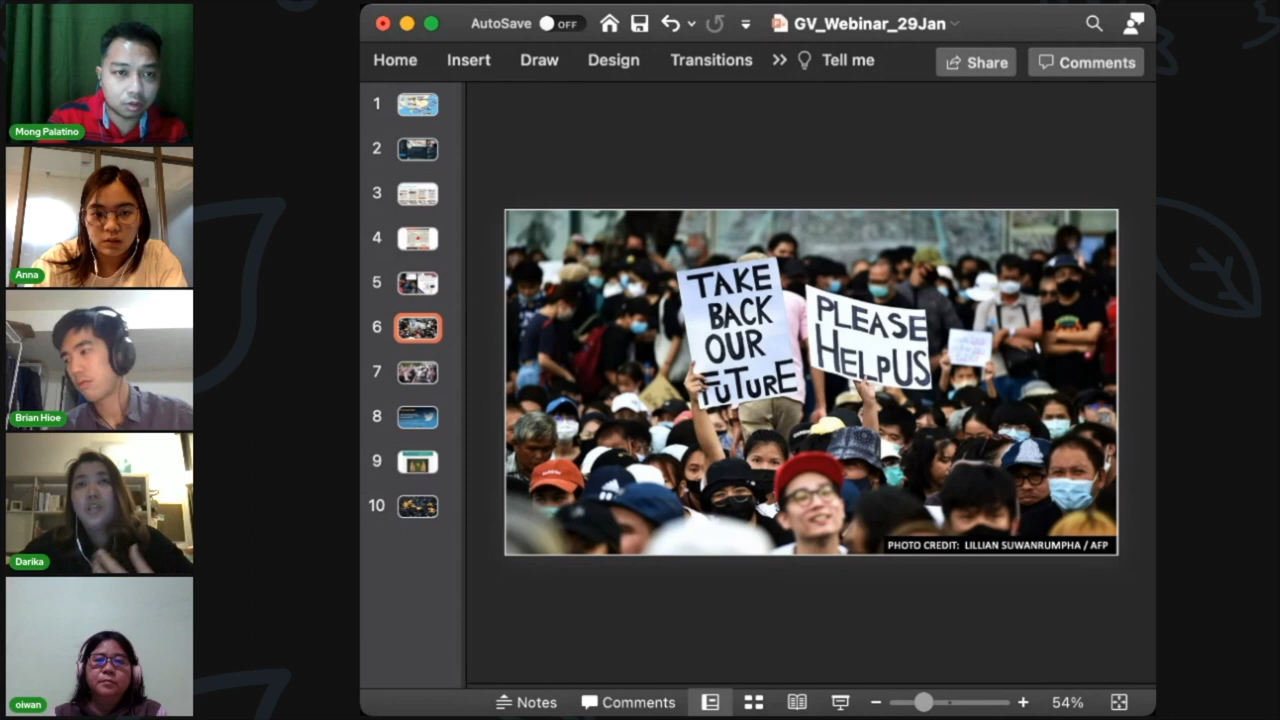 Mong Palatino
Anna
Brian Hioe
Darika
oiwan
AutoSave OFF
GV_Webinar_29Jan
Home Insert Draw Design Transitions Tell me Share Comments
1
2
3
4
5
6
7
8
9
10
TAKE
BACK
OUR
FUTURE
PLEASE
HELP US
PHOTO CREDIT: LILLIAN SUWANRUMPHA / AFP
Notes Comments 54%